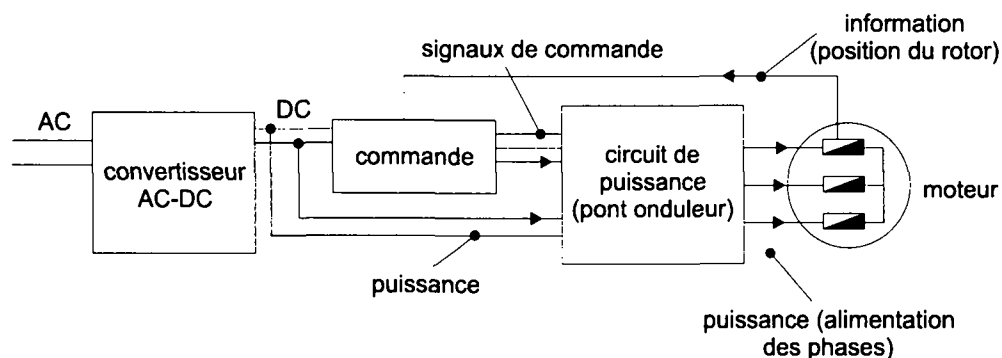 information
(position du rotor)
signaux de commande
AC
DC
convertisseur
AC-DC
commande
circuit de
puissance
(pont onduleur)
moteur
puissance
puissance (alimentation
des phases)